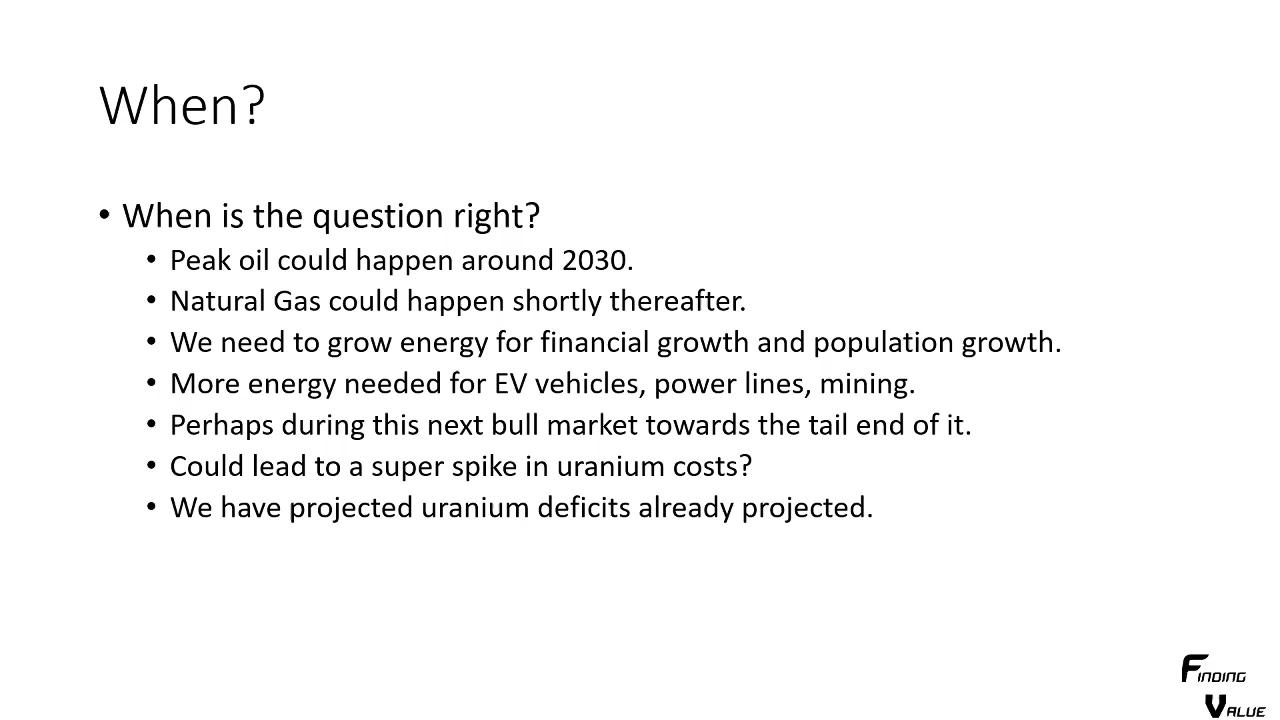 When?
• When is the question right?
• Peak oil could happen around 2030.
• Natural Gas could happen shortly thereafter.
• We need to grow energy for financial growth and population growth.
• More energy needed for EV vehicles, power lines, mining.
• Perhaps during this next bull market towards the tail end of it.
• Could lead to a super spike in uranium costs?
• We have projected uranium deficits already projected.
Finding
Value